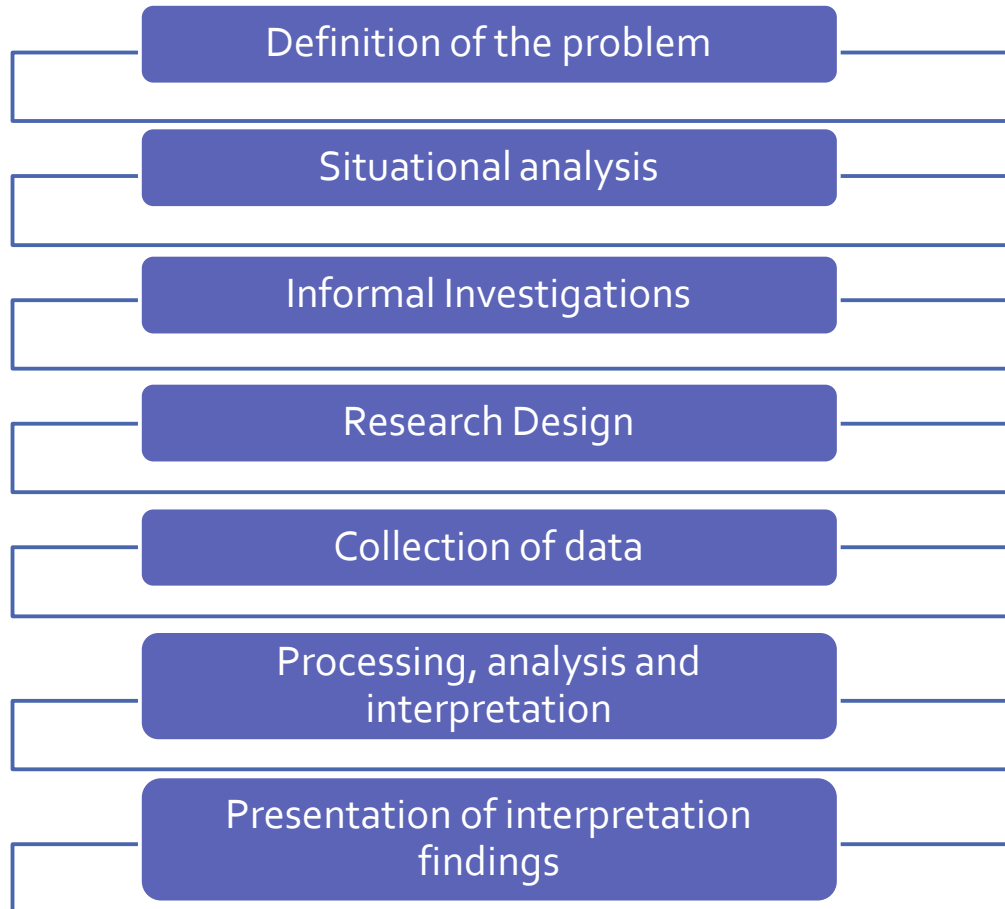 Definition of the problem
Situational analysis
Informal Investigations
Research Design
Collection of data
Processing, analysis and
interpretation
Presentation of interpretation
findings